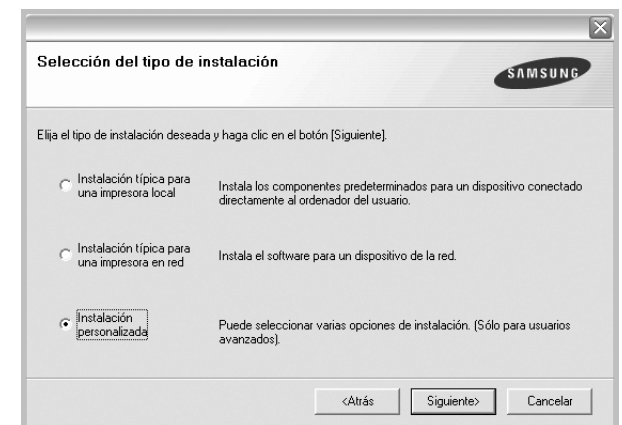 Selección del tipo de instalación
SAMSUNG
Elija el tipo de instalación deseada y haga clic en el botón [Siguiente].
Instalación típica para
una impresora local
Instala los componentes predeterminados para un dispositivo conectado
directamente al ordenador del usuario.
Instalación típica para
una impresora en red
Instala el software para un dispositivo de la red.
Instalación
personalizada
Puede seleccionar varias opciones de instalación. (Sólo para usuarios
avanzados).
<Atrás
Siguiente>
Cancelar